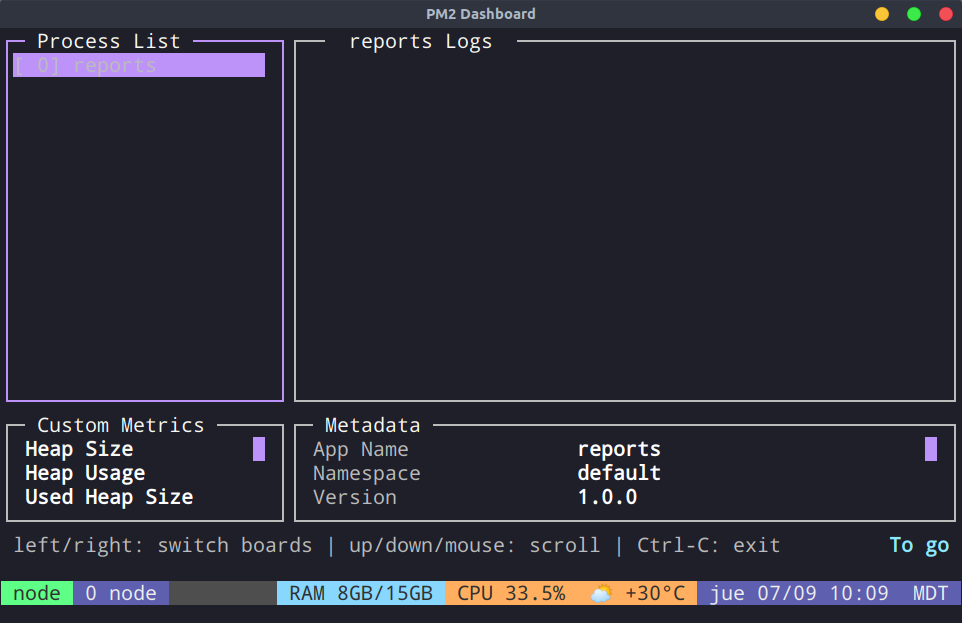 PM2 Dashboard
Process List
reports Logs
[ 0] reports
Custom Metrics
Metadata
Heap Size
App Name reports
Heap Usage
Namespace default
Used Heap Size
Version 1.0.0
left/right: switch boards | up/down/mouse: scroll | Ctrl-C: exit To go
node 0 node RAM 8GB/15GB CPU 33.5% ⛅ +30°C jue 07/09 10:09 MDT